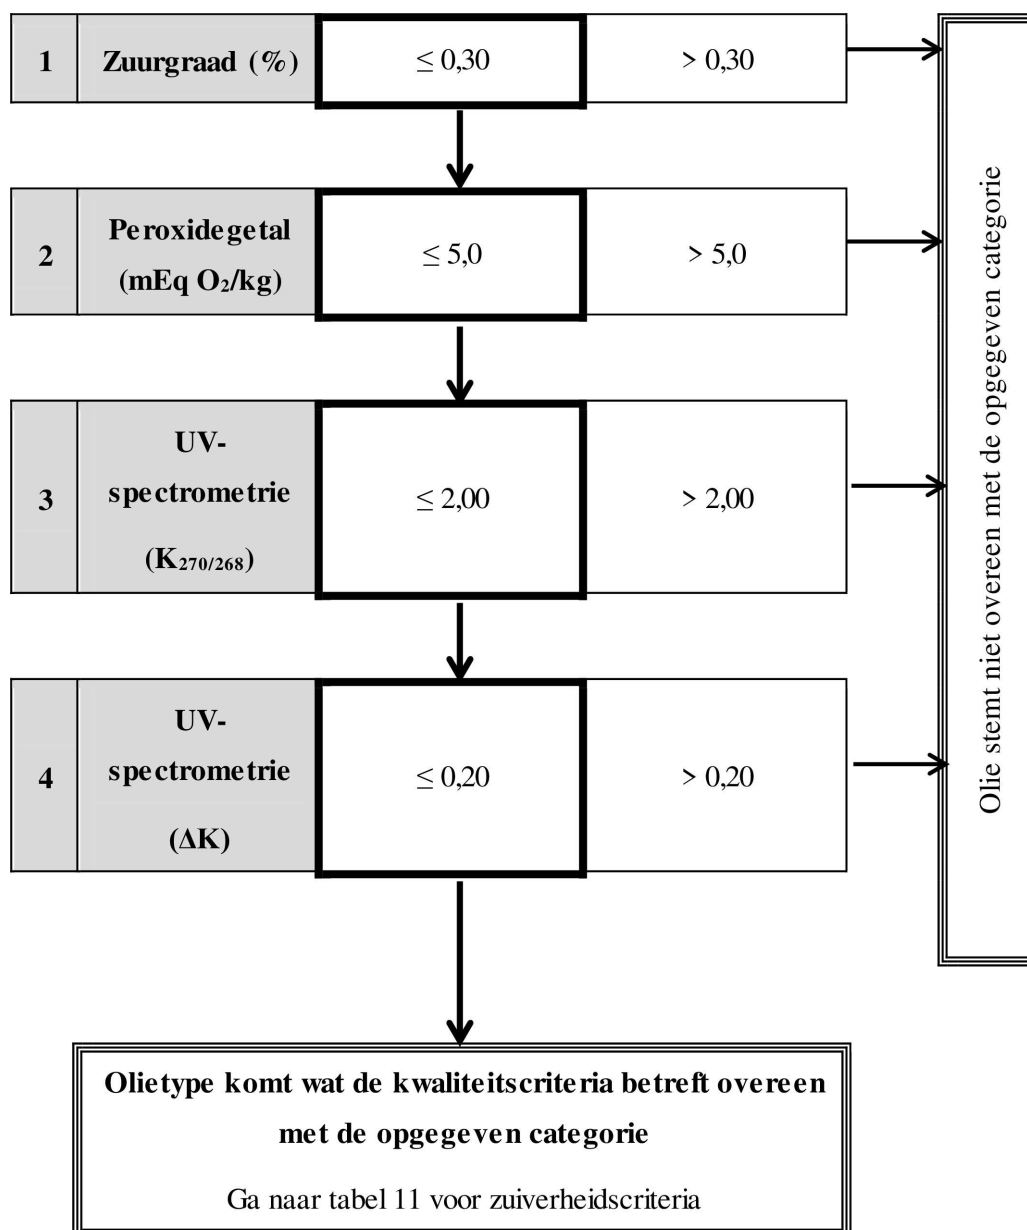 1 Zuurgraad (%) ≤ 0,30 > 0,30
2 Peroxidegetal (mEq O₂/kg) ≤ 5,0 > 5,0
3 UV-
spectrometrie
(K₂₇₀/₂₆₈) ≤ 2,00 > 2,00
4 UV-
spectrometrie
(ΔK) ≤ 0,20 > 0,20
Olie stemt niet overeen met de opgegeven categorie
Olietype komt wat de kwaliteitscriteria betreft overeen
met de opgegeven categorie
Ga naar tabel 11 voor zuiverheidscriteria